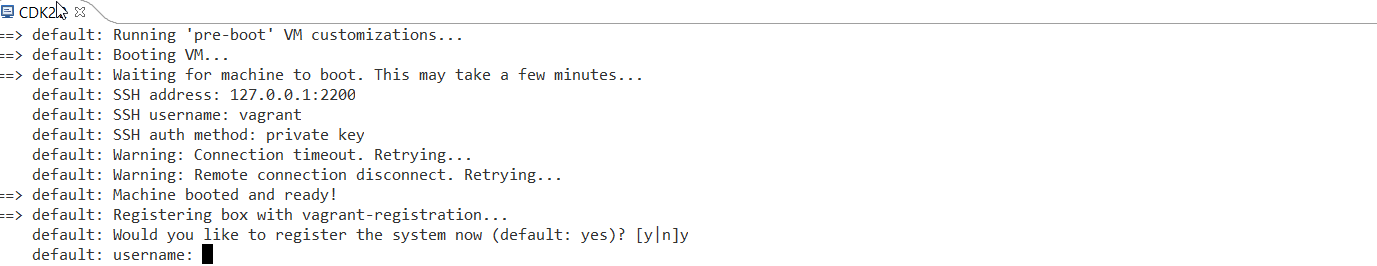 CDK2
==> default: Running 'pre-boot' VM customizations...
==> default: Booting VM...
==> default: Waiting for machine to boot. This may take a few minutes...
default: SSH address: 127.0.0.1:2200
default: SSH username: vagrant
default: SSH auth method: private key
default: Warning: Connection timeout. Retrying...
default: Warning: Remote connection disconnect. Retrying...
==> default: Machine booted and ready!
==> default: Registering box with vagrant-registration...
default: Would you like to register the system now (default: yes)? [y|n]y
default: username: